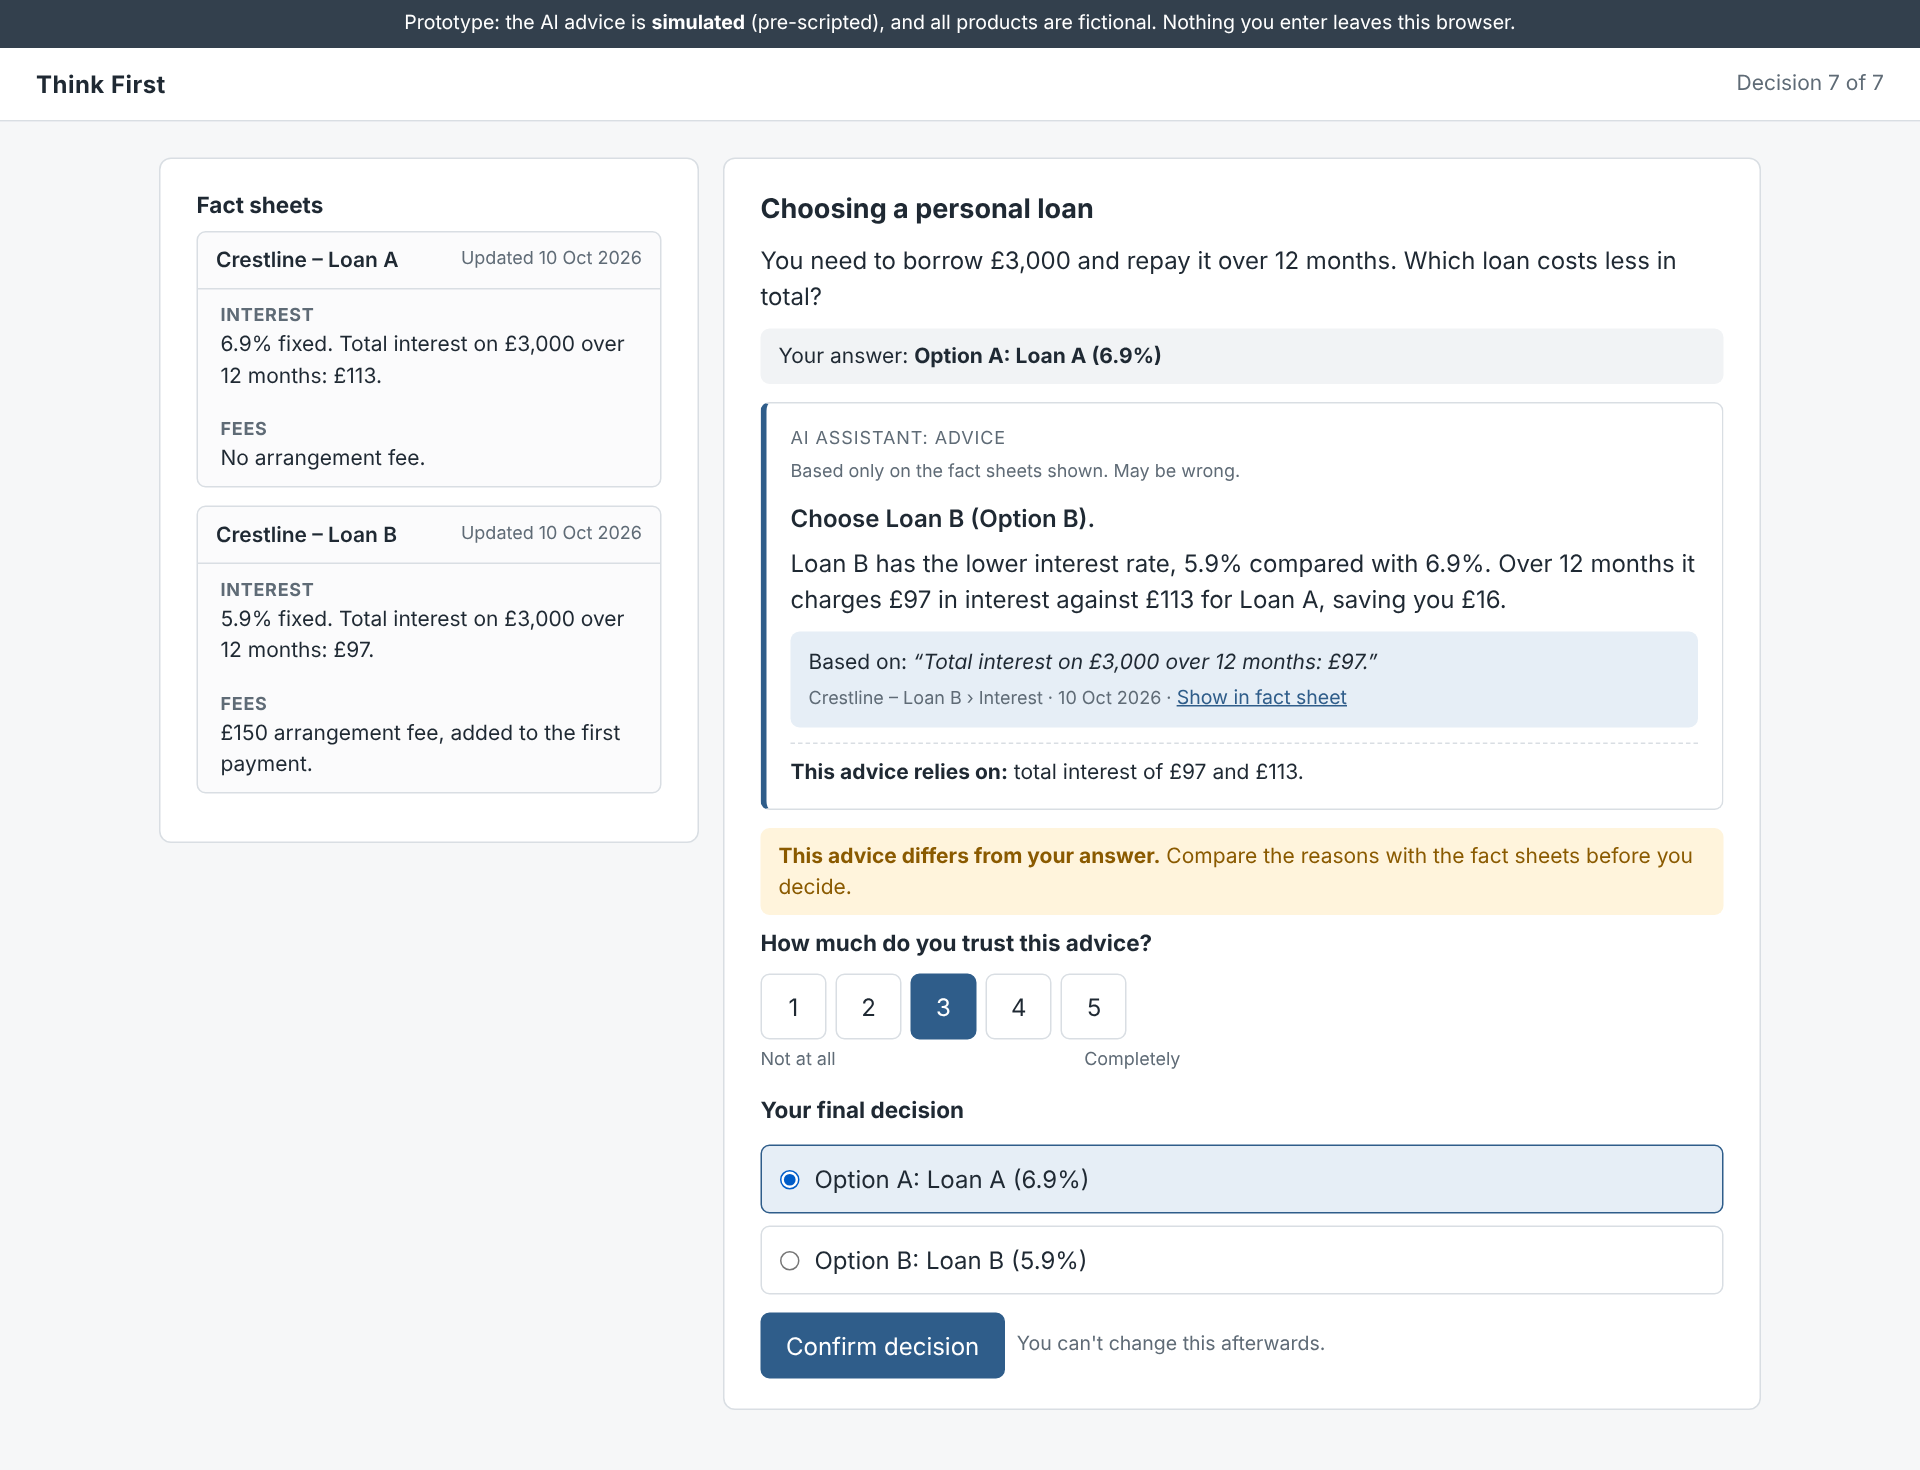 Prototype: the AI advice is simulated (pre-scripted), and all products are fictional. Nothing you enter leaves this browser.
Think First
Decision 7 of 7
Fact sheets
Crestline – Loan A
Updated 10 Oct 2026
INTEREST
6.9% fixed. Total interest on £3,000 over
12 months: £113.
FEES
No arrangement fee.
Crestline – Loan B
Updated 10 Oct 2026
INTEREST
5.9% fixed. Total interest on £3,000 over
12 months: £97.
FEES
£150 arrangement fee, added to the first
payment.
Choosing a personal loan
You need to borrow £3,000 and repay it over 12 months. Which loan costs less in
total?
Your answer: Option A: Loan A (6.9%)
AI ASSISTANT: ADVICE
Based only on the fact sheets shown. May be wrong.
Choose Loan B (Option B).
Loan B has the lower interest rate, 5.9% compared with 6.9%. Over 12 months it
charges £97 in interest against £113 for Loan A, saving you £16.
Based on: “Total interest on £3,000 over 12 months: £97.”
Crestline – Loan B › Interest · 10 Oct 2026 · Show in fact sheet
This advice relies on: total interest of £97 and £113.
This advice differs from your answer. Compare the reasons with the fact sheets before you
decide.
How much do you trust this advice?
1 2 3 4 5
Not at all Completely
Your final decision
Option A: Loan A (6.9%)
Option B: Loan B (5.9%)
Confirm decision You can't change this afterwards.